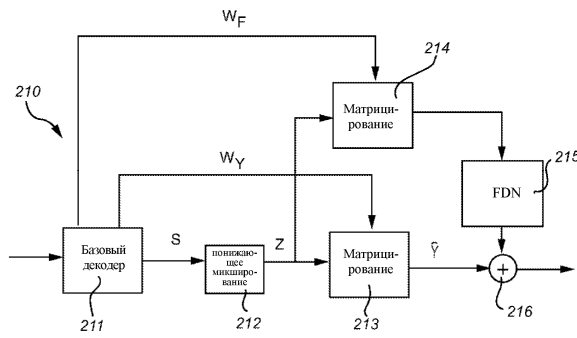 W_F
214
210
Матрици-
рование
215
W_Y
FDN
Базовый
декодер
S
понижаю-
щее
микширо-
вание
Z
Матрици-
рование
Ŷ
+
211
212
213
216